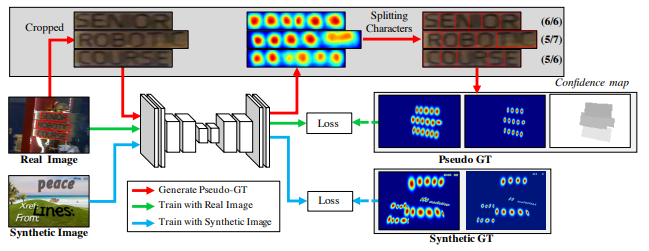 Cropped
SENIOR
ROBOTIC
COURSE
Splitting
Characters
SENIOR
ROBOTIC
COURSE
(6/6)
(5/7)
(5/6)
Confidence map
Real Image
Loss
Pseudo GT
peace
Xref:
From:
LINES:
Synthetic Image
Generate Pseudo-GT
Train with Real Image
Train with Synthetic Image
Loss
Synthetic GT